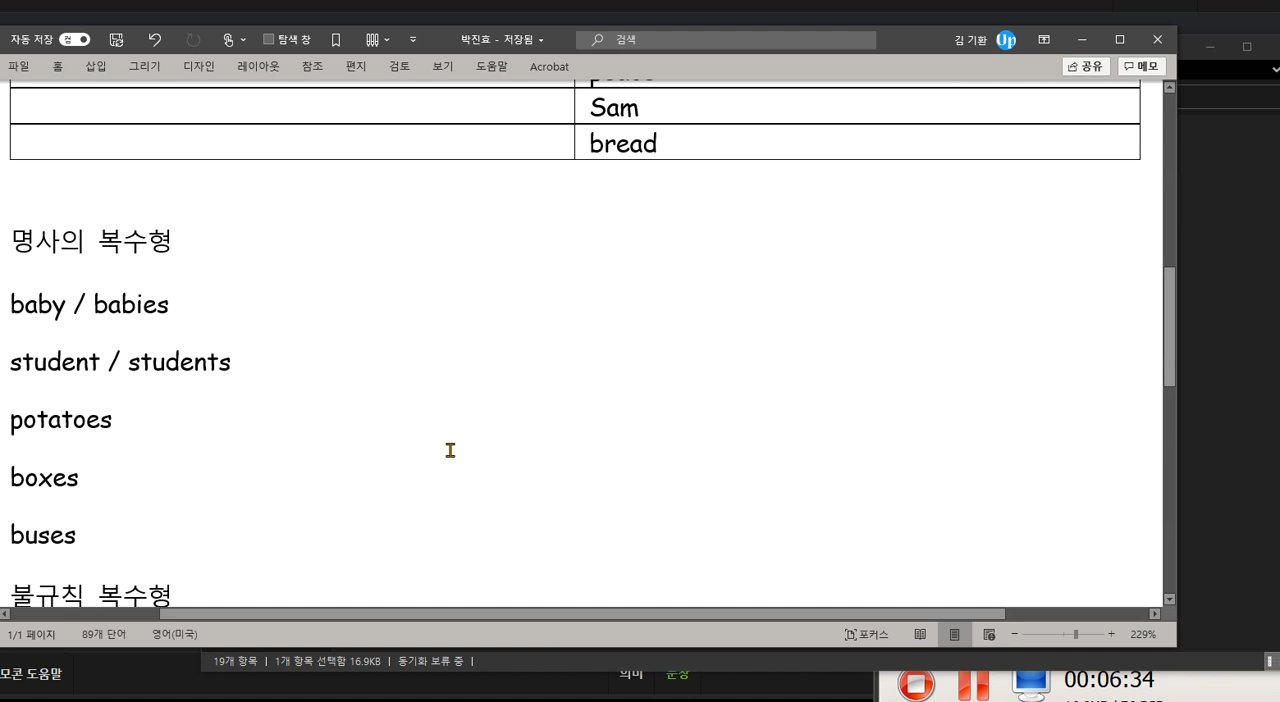 자동 저장 켬 탐색 창 박진효 - 저장됨 검색 김 기환 Up
파일 홈 삽입 그리기 디자인 레이아웃 참조 편지 검토 보기 도움말 Acrobat 공유 메모
Sam
bread
명사의 복수형
baby / babies
student / students
potatoes
boxes
buses
불규칙 복수형
1/1 페이지 89개 단어 영어(미국) 포커스 229%
19개 항목 1개 항목 선택함 16.9KB 동기화 보류 중
모콘 도움말 의미 문장 00:06:34